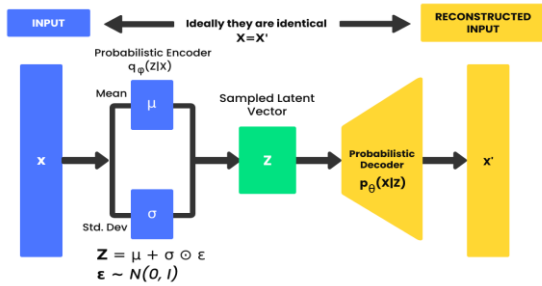 INPUT
Ideally they are identical
X=X'
RECONSTRUCTED
INPUT
Probabilistic Encoder
qφ(Z|X)
Mean
μ
Sampled Latent
Vector
x
Z
Probabilistic
Decoder
pθ(X|Z)
x'
Std. Dev
σ
Z = μ + σ ⊙ ε
ε ~ N(0, I)